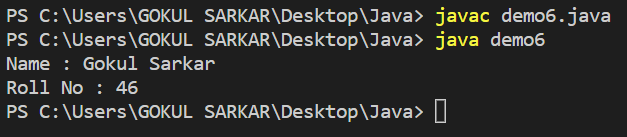 PS C:\Users\GOKUL SARKAR\Desktop\Java> javac demo6.java
PS C:\Users\GOKUL SARKAR\Desktop\Java> java demo6
Name : Gokul Sarkar
Roll No : 46
PS C:\Users\GOKUL SARKAR\Desktop\Java>